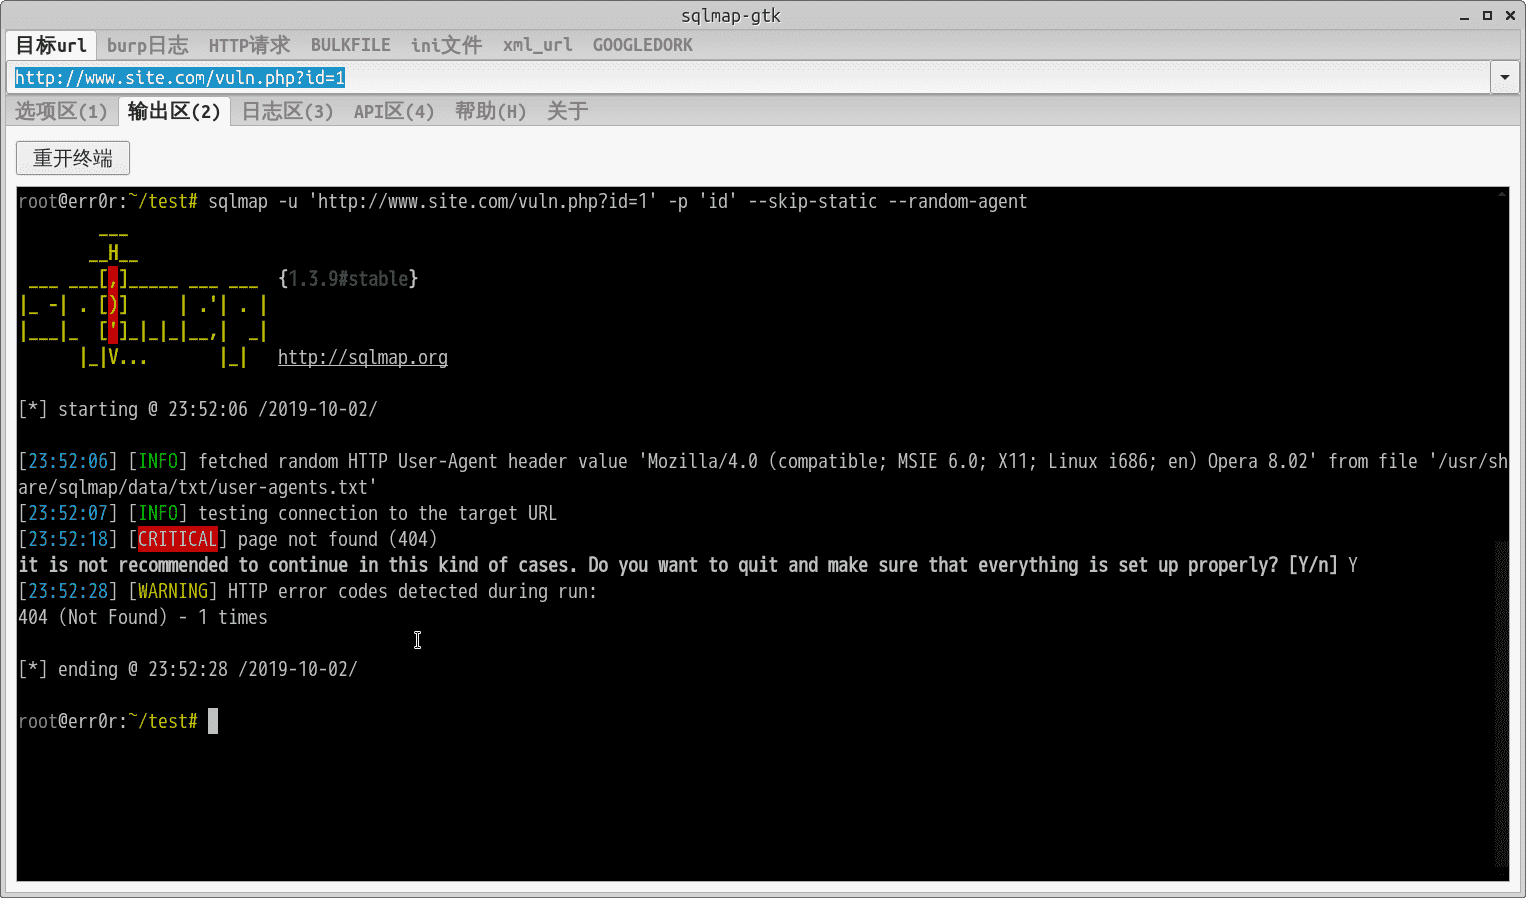 sqlmap-gtk
目标url burp日志 HTTP请求 BULKFILE ini文件 xml_url GOOGLEDORK
http://www.site.com/vuln.php?id=1
选项区(1) 输出区(2) 日志区(3) API区(4) 帮助(H) 关于
重开终端
root@err0r:~/test# sqlmap -u 'http://www.site.com/vuln.php?id=1' -p 'id' --skip-static --random-agent
        ___
       __H__
 ___ ___[,]_____ ___ ___  {1.3.9#stable}
|_ -| . [)]     | .'| . |
|___|_  [']_|_|_|__,|  _|
      |_|V...       |_|   http://sqlmap.org
[*] starting @ 23:52:06 /2019-10-02/
[23:52:06] [INFO] fetched random HTTP User-Agent header value 'Mozilla/4.0 (compatible; MSIE 6.0; X11; Linux i686; en) Opera 8.02' from file '/usr/sh
are/sqlmap/data/txt/user-agents.txt'
[23:52:07] [INFO] testing connection to the target URL
[23:52:18] [CRITICAL] page not found (404)
it is not recommended to continue in this kind of cases. Do you want to quit and make sure that everything is set up properly? [Y/n] Y
[23:52:28] [WARNING] HTTP error codes detected during run:
404 (Not Found) - 1 times
[*] ending @ 23:52:28 /2019-10-02/
root@err0r:~/test#